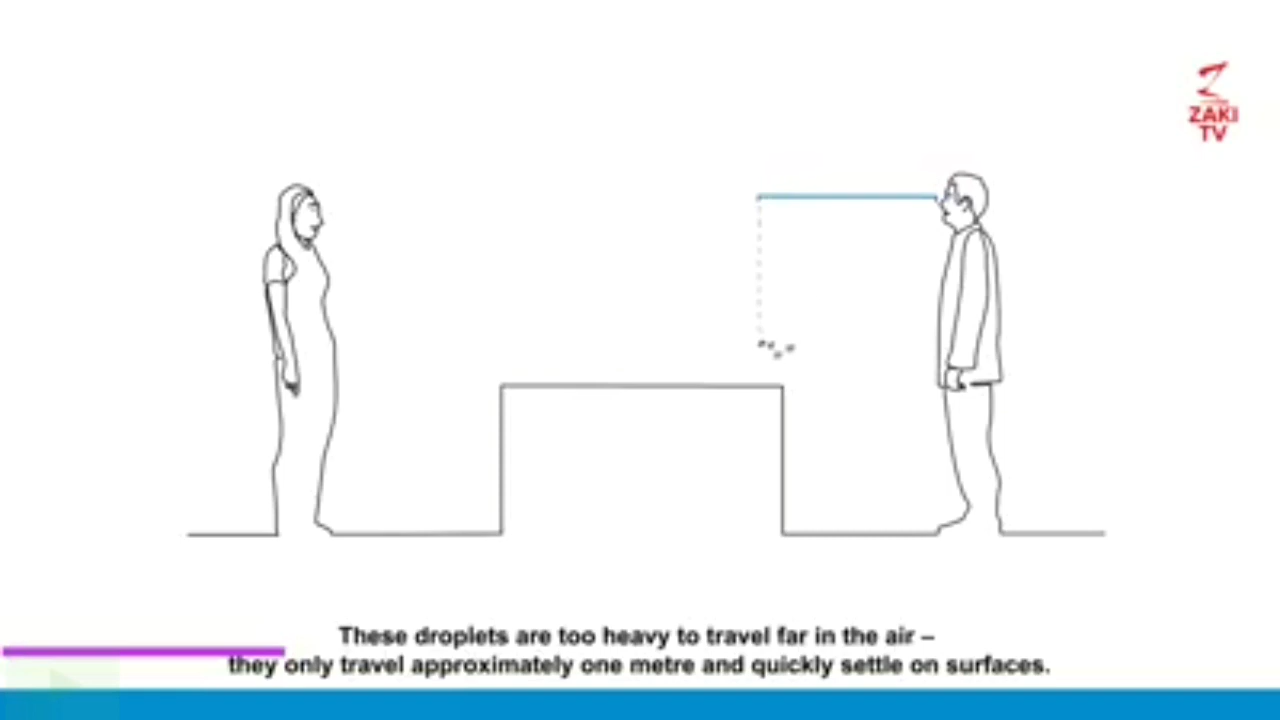 ZAKI
TV
These droplets are too heavy to travel far in the air –
they only travel approximately one metre and quickly settle on surfaces.